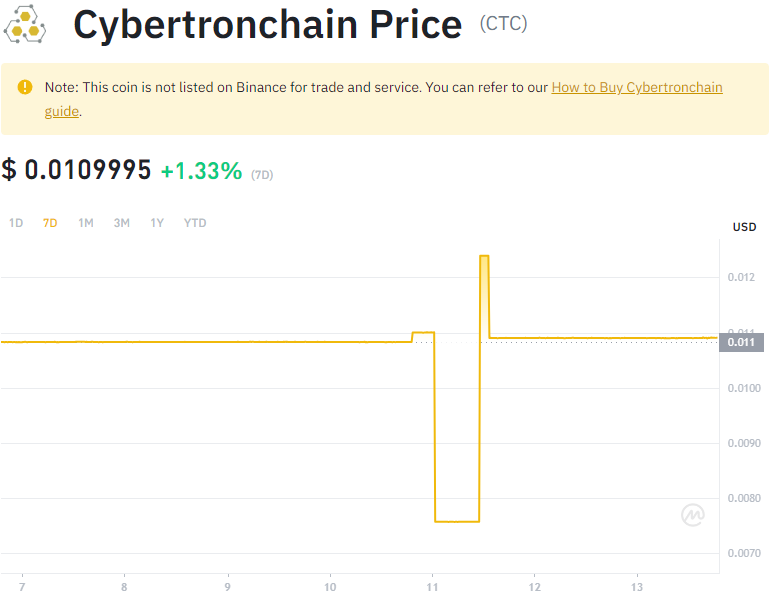 Cybertronchain Price (CTC)
Note: This coin is not listed on Binance for trade and service. You can refer to our How to Buy Cybertronchain
guide.
$ 0.0109995 +1.33% (7D)
1D 7D 1M 3M 1Y YTD
USD
0.012
0.011
0.011
0.0100
0.0090
0.0080
0.0070
7 8 9 10 11 12 13